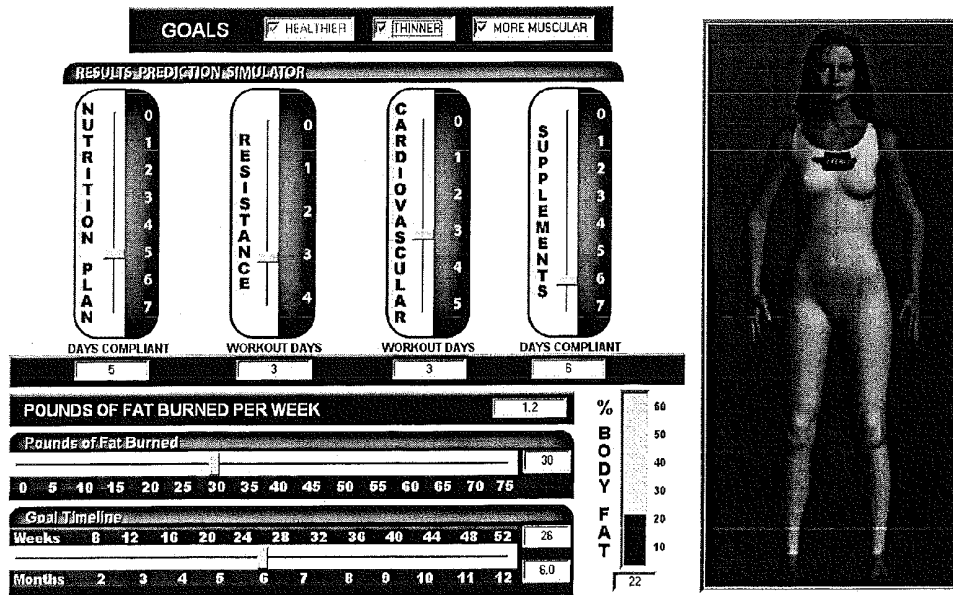 GOALS HEALTHIER THINNER MORE MUSCULAR
RESULTS PREDICTION SIMULATOR
NUTRITION PLAN
0
1
2
3
4
5
6
7
RESISTANCE
0
1
2
3
4
CARDIOVASCULAR
0
1
2
3
4
5
SUPPLEMENTS
0
1
2
3
4
5
6
7
DAYS COMPLIANT WORKOUT DAYS WORKOUT DAYS DAYS COMPLIANT
5 3 3 6
POUNDS OF FAT BURNED PER WEEK 1.2
Pounds of Fat Burned
30
0 5 10 15 20 25 30 35 40 45 50 55 60 65 70 75
Goal Timeline
Weeks 8 12 16 20 24 28 32 36 40 44 48 52 26
Months 2 3 4 5 6 7 8 9 10 11 12 6.0
% BODY FAT
60
50
40
30
20
10
22